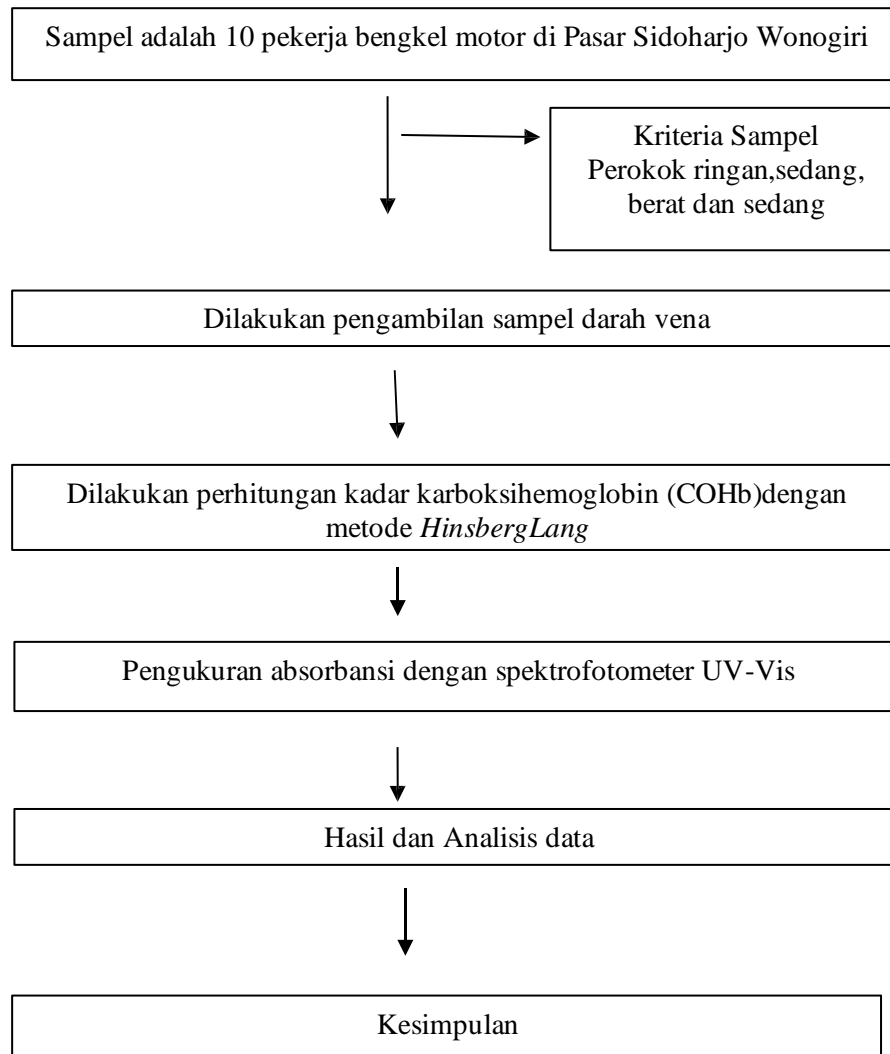 Sampel adalah 10 pekerja bengkel motor di Pasar Sidoharjo Wonogiri
Kriteria Sampel
Perokok ringan,sedang,
berat dan sedang
Dilakukan pengambilan sampel darah vena
Dilakukan perhitungan kadar karboksihemoglobin (COHb)dengan
metode HinsbergLang
Pengukuran absorbansi dengan spektrofotometer UV-Vis
Hasil dan Analisis data
Kesimpulan